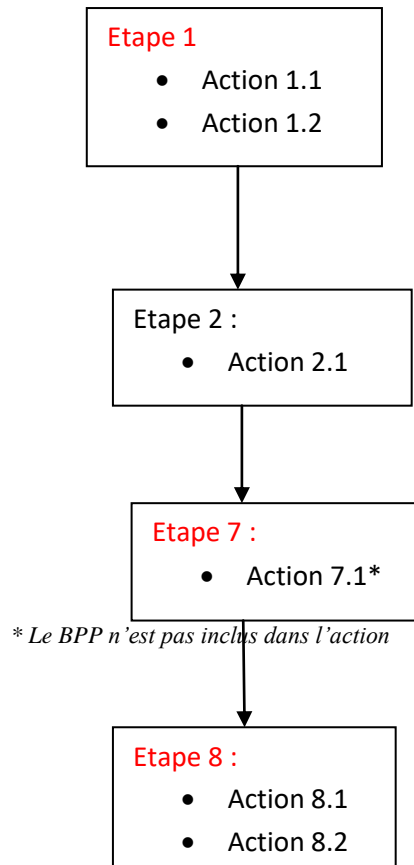 Etape 1
• Action 1.1
• Action 1.2
Etape 2 :
• Action 2.1
Etape 7 :
• Action 7.1*
* Le BPP n’est pas inclus dans l’action
Etape 8 :
• Action 8.1
• Action 8.2